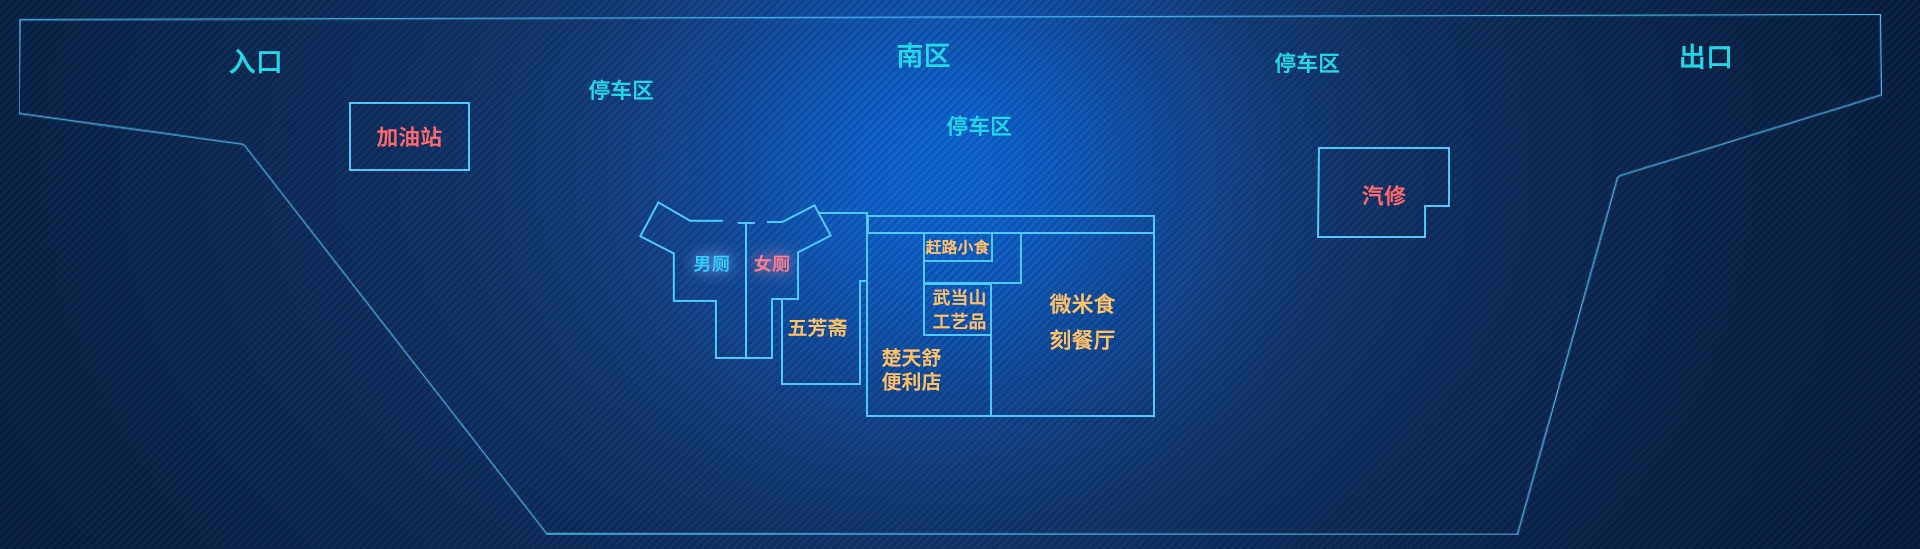 入口
南区
停车区
出口
停车区
停车区
加油站
汽修
男厕
女厕
赶路小食
武当山
工艺品
微米食
刻餐厅
五芳斋
楚天舒
便利店